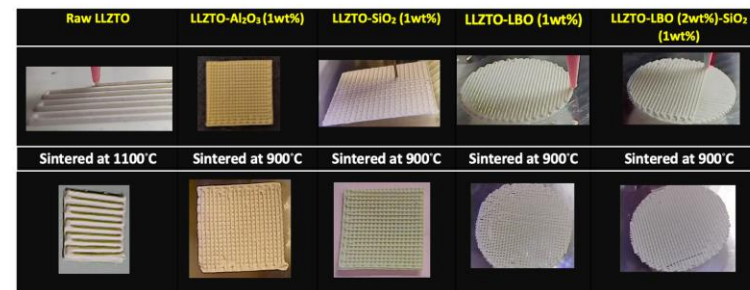 Raw LLZTO
LLZTO-Al₂O₃ (1wt%)
LLZTO-SiO₂ (1wt%)
LLZTO-LBO (1wt%)
LLZTO-LBO (2wt%)-SiO₂
(1wt%)
Sintered at 1100˚C
Sintered at 900˚C
Sintered at 900˚C
Sintered at 900˚C
Sintered at 900˚C